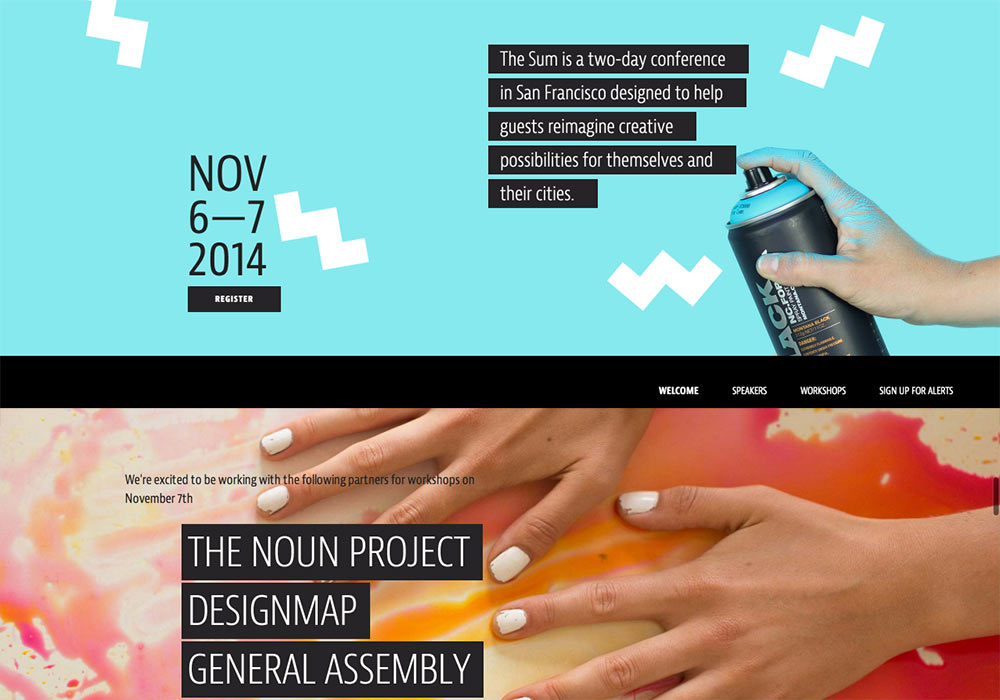 The Sum is a two-day conference
in San Francisco designed to help
guests reimagine creative
possibilities for themselves and
their cities.
NOV
6—7
2014
REGISTER
MONTANA BLACK
DANGER:
WELCOME
SPEAKERS
WORKSHOPS
SIGN UP FOR ALERTS
We're excited to be working with the following partners for workshops on
November 7th
THE NOUN PROJECT
DESIGNMAP
GENERAL ASSEMBLY